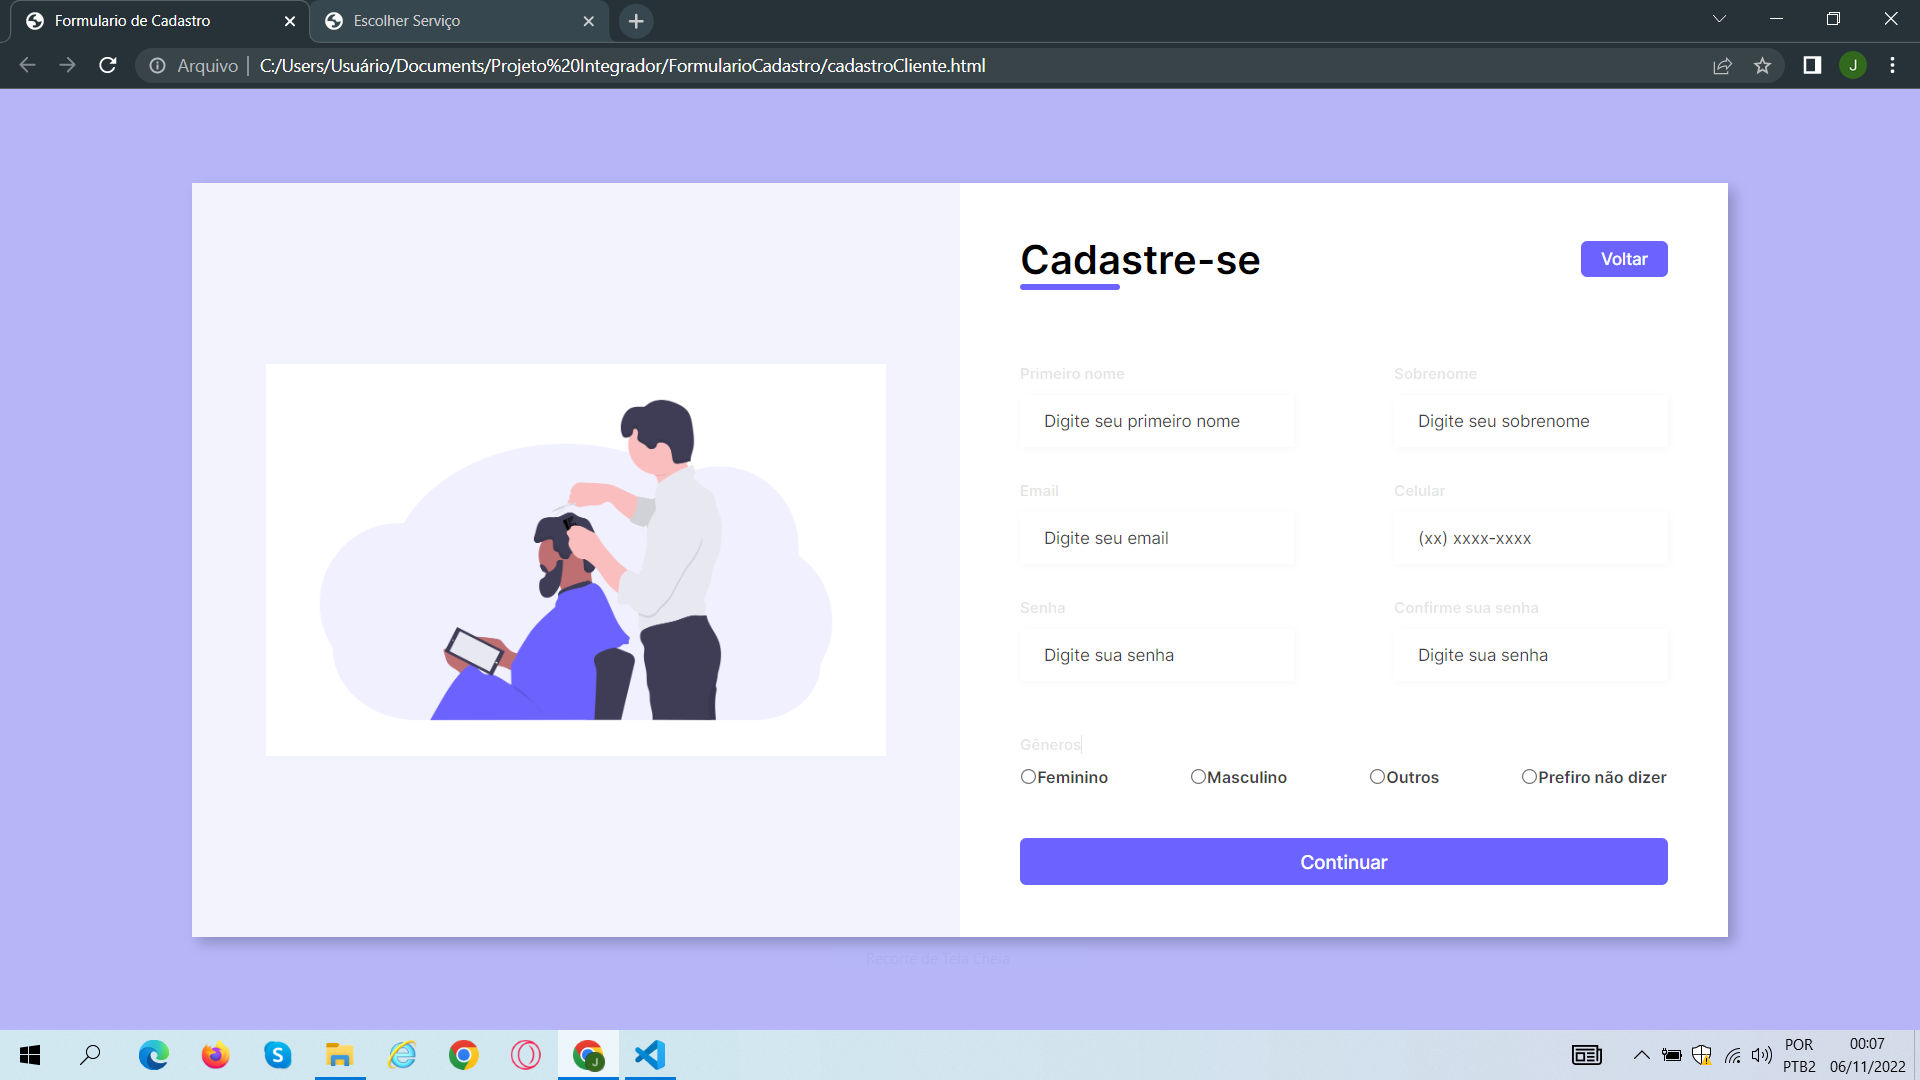 Formulario de Cadastro
Escolher Serviço
Arquivo
C:/Users/Usuário/Documents/Projeto%20Integrador/FormularioCadastro/cadastroCliente.html
J
Cadastre-se
Voltar
Primeiro nome
Sobrenome
Digite seu primeiro nome
Digite seu sobrenome
Email
Celular
Digite seu email
(xx) xxxx-xxxx
Senha
Confirme sua senha
Digite sua senha
Digite sua senha
Gêneros
Feminino
Masculino
Outros
Prefiro não dizer
Continuar
Recorte de Tela Cheia
J
POR
PTB2
00:07
06/11/2022